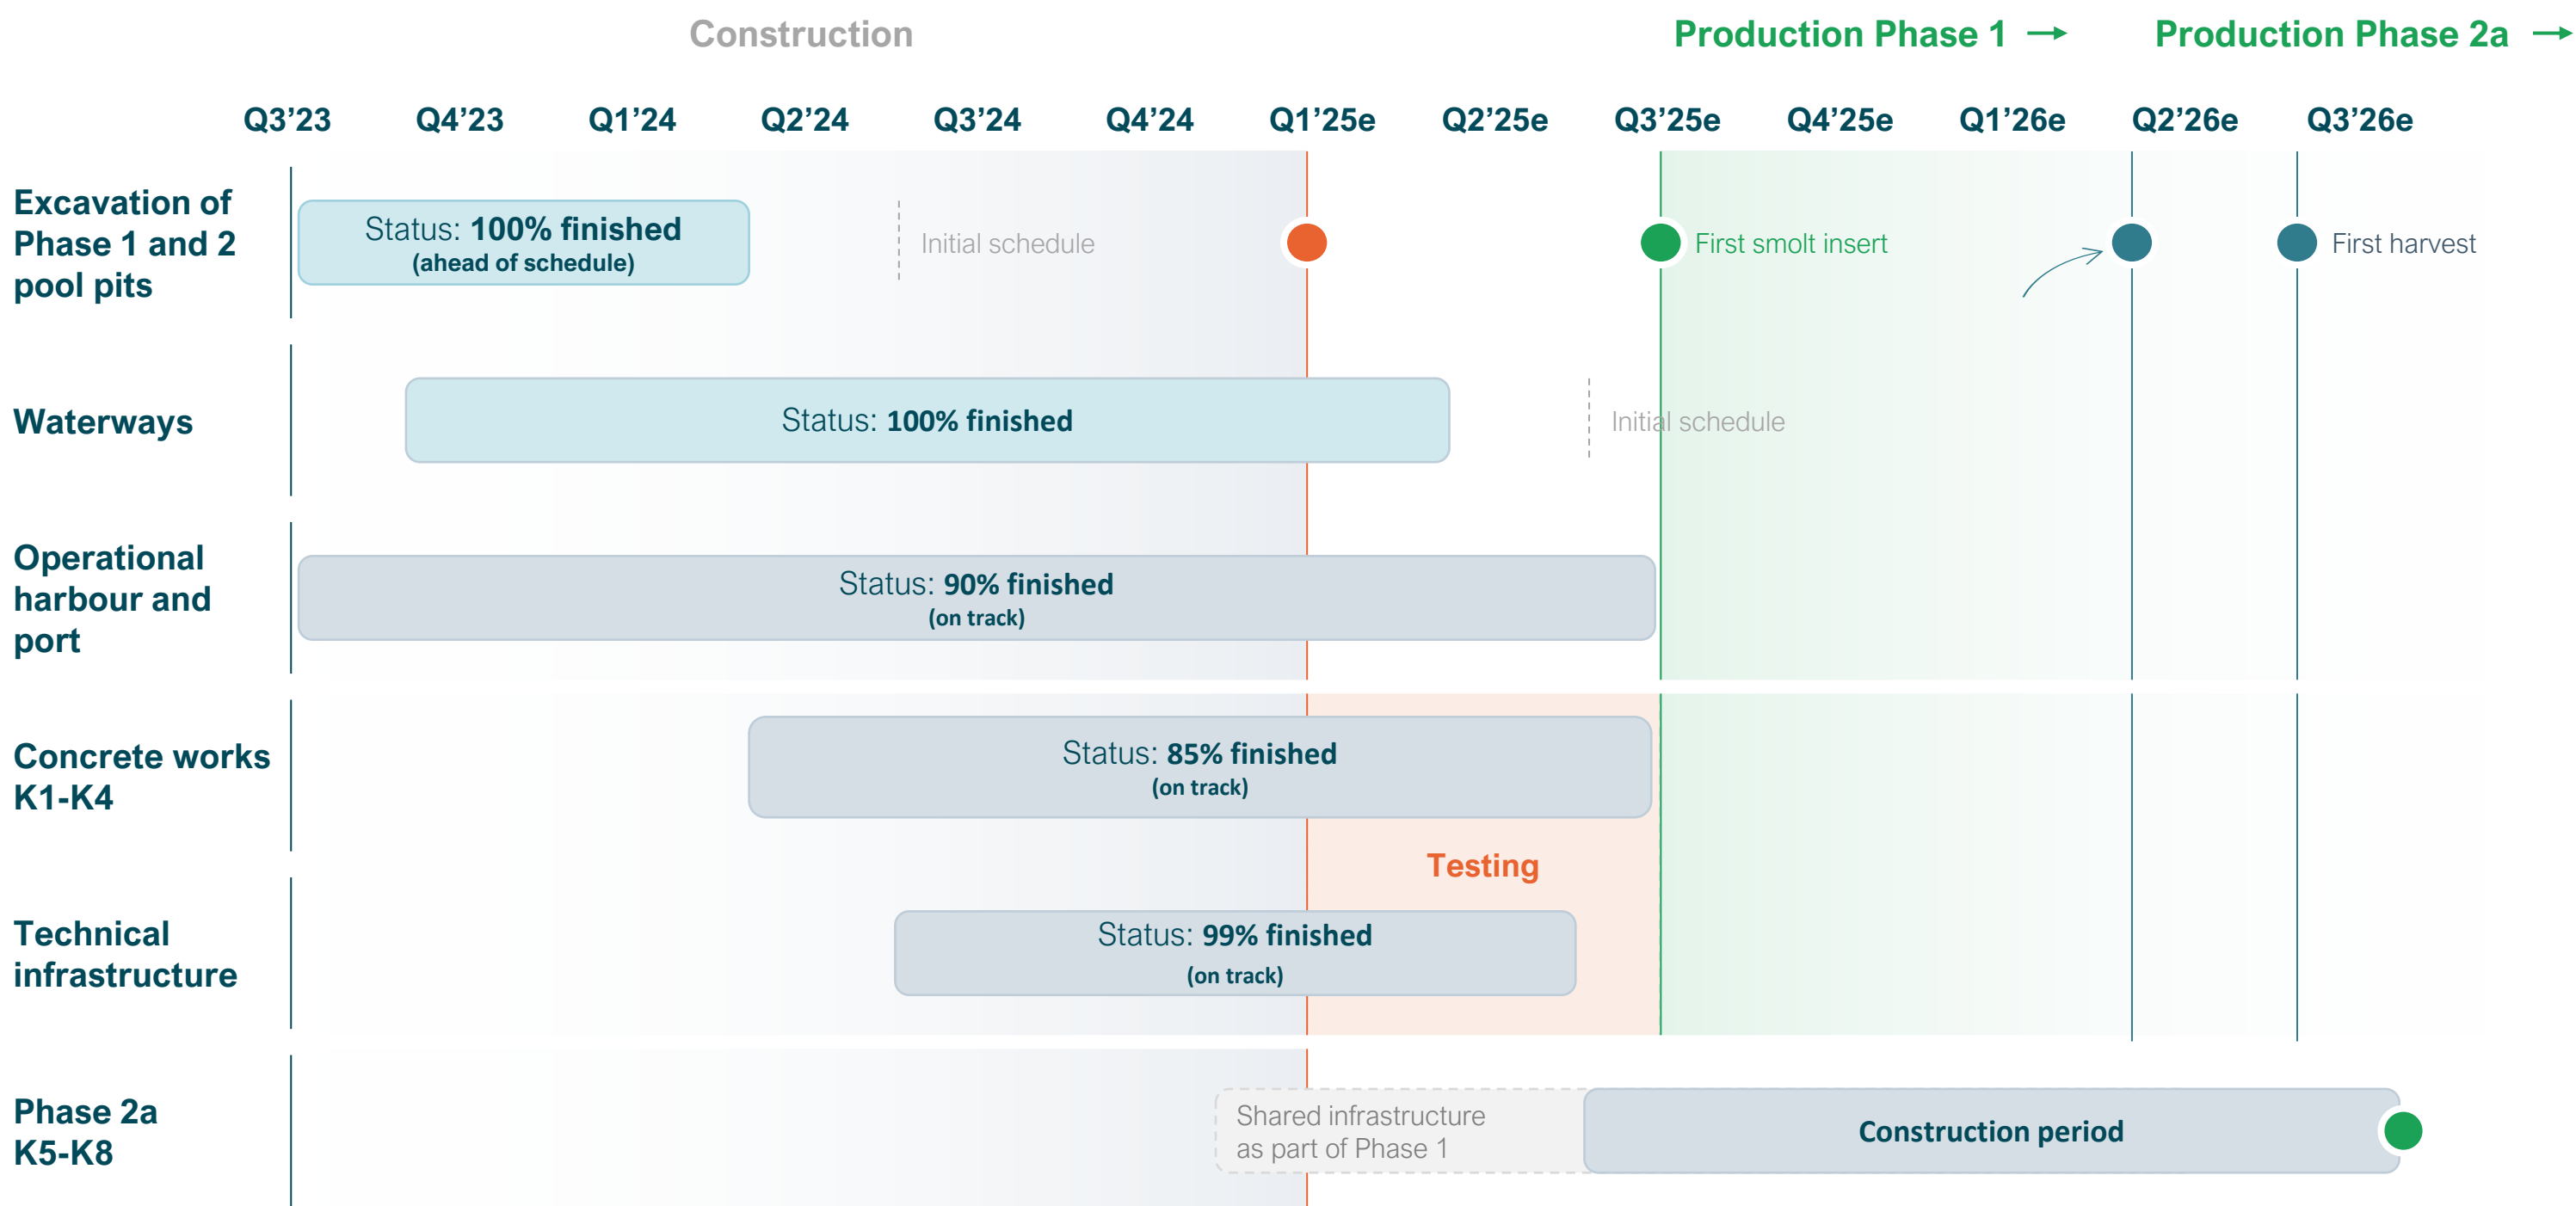 Construction
Production Phase 1 →
Production Phase 2a →
Q3’23 Q4’23 Q1’24 Q2’24 Q3’24 Q4’24 Q1’25e Q2’25e Q3’25e Q4’25e Q1’26e Q2’26e Q3’26e
Excavation of
Phase 1 and 2
pool pits
Status: 100% finished
(ahead of schedule)
Initial schedule
First smolt insert
First harvest
Waterways
Status: 100% finished
Initial schedule
Operational
harbour and
port
Status: 90% finished
(on track)
Concrete works
K1-K4
Status: 85% finished
(on track)
Testing
Technical
infrastructure
Status: 99% finished
(on track)
Phase 2a
K5-K8
Shared infrastructure
as part of Phase 1
Construction period